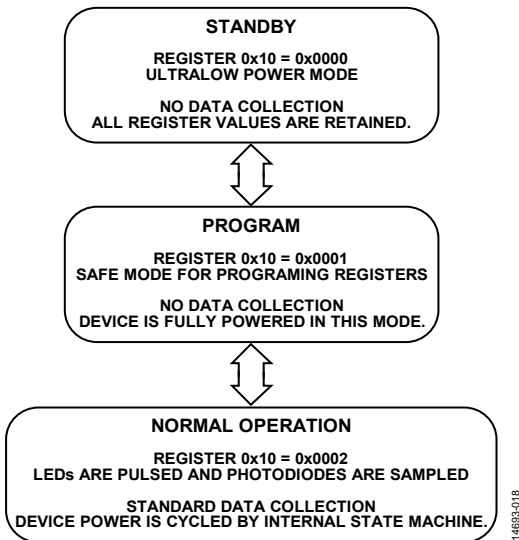 STANDBY
REGISTER 0x10 = 0x0000
ULTRALOW POWER MODE
NO DATA COLLECTION
ALL REGISTER VALUES ARE RETAINED.
PROGRAM
REGISTER 0x10 = 0x0001
SAFE MODE FOR PROGRAMING REGISTERS
NO DATA COLLECTION
DEVICE IS FULLY POWERED IN THIS MODE.
NORMAL OPERATION
REGISTER 0x10 = 0x0002
LEDs ARE PULSED AND PHOTODIODES ARE SAMPLED
STANDARD DATA COLLECTION
DEVICE POWER IS CYCLED BY INTERNAL STATE MACHINE.
14693-018